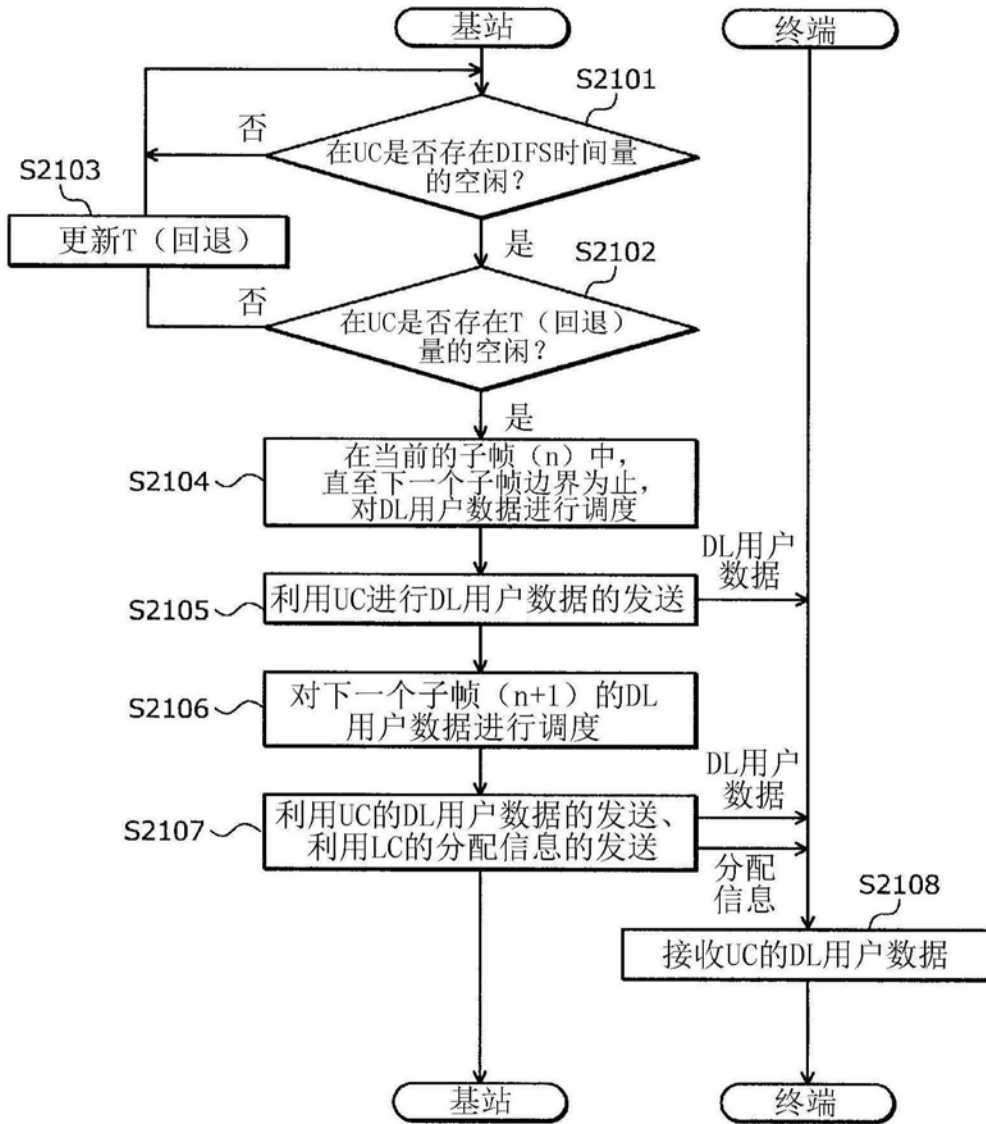 基站
终端
S2101
否
在UC是否存在DIFS时间量
的空闲？
S2103
更新T（回退）
是
S2102
否
在UC是否存在T（回退）
量的空闲？
是
S2104
在当前的子帧（n）中，
直至下一个子帧边界为止，
对DL用户数据进行调度
DL用户
数据
S2105
利用UC进行DL用户数据的发送
S2106
对下一个子帧（n+1）的DL
用户数据进行调度
DL用户
数据
S2107
利用UC的DL用户数据的发送、
利用LC的分配信息的发送
分配
信息
S2108
接收UC的DL用户数据
基站
终端